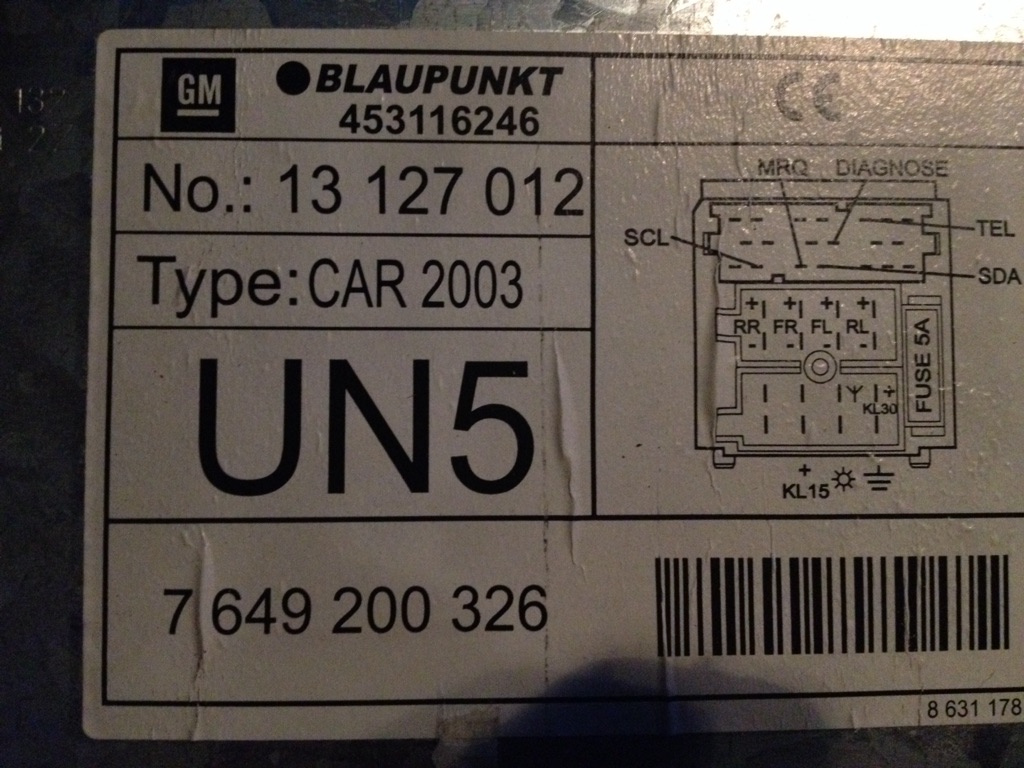 GM
BLAUPUNKT
453116246
No.: 13 127 012
Type: CAR 2003
UN5
7 649 200 326
CE
MRQ DIAGNOSE
SCL
TEL
SDA
+ + + +
RR FR FL RL
- - - -
FUSE 5A
+
KL30
+
KL15
8 631 178